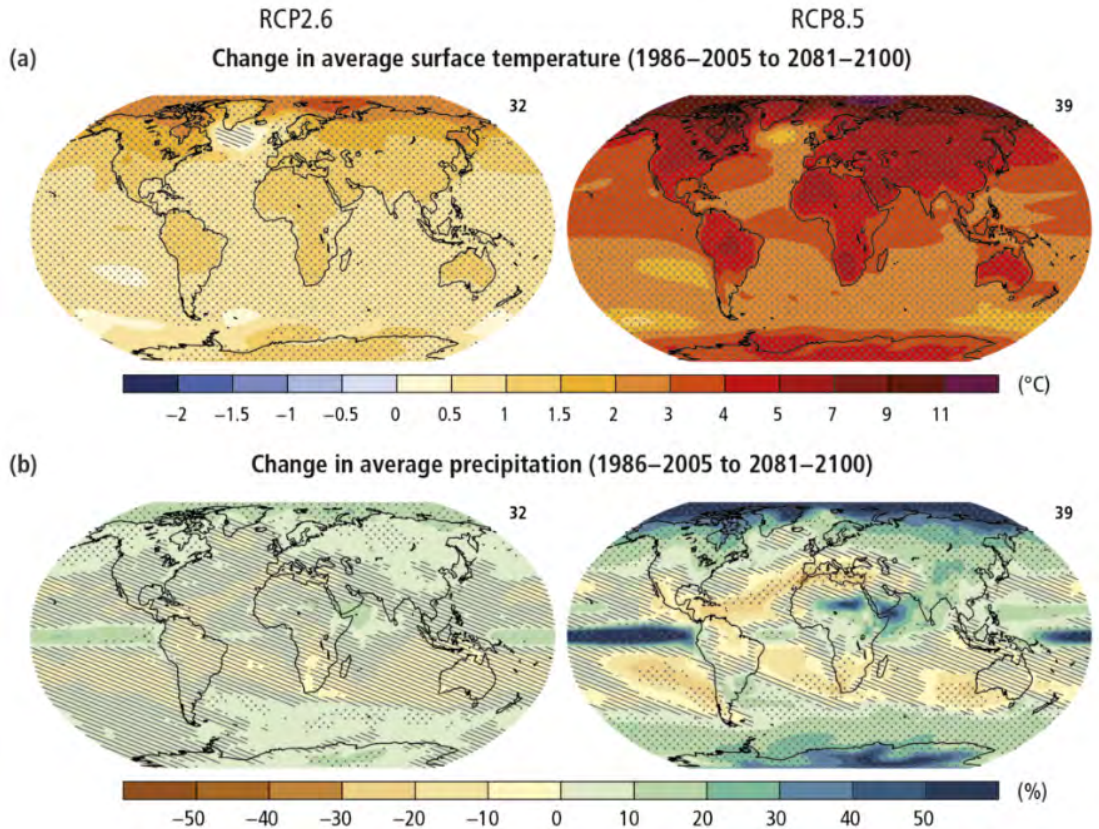 RCP2.6 RCP8.5
(a) Change in average surface temperature (1986–2005 to 2081–2100)
32 39
−2 −1.5 −1 −0.5 0 0.5 1 1.5 2 3 4 5 7 9 11 (°C)
(b) Change in average precipitation (1986–2005 to 2081–2100)
32 39
−50 −40 −30 −20 −10 0 10 20 30 40 50 (%)